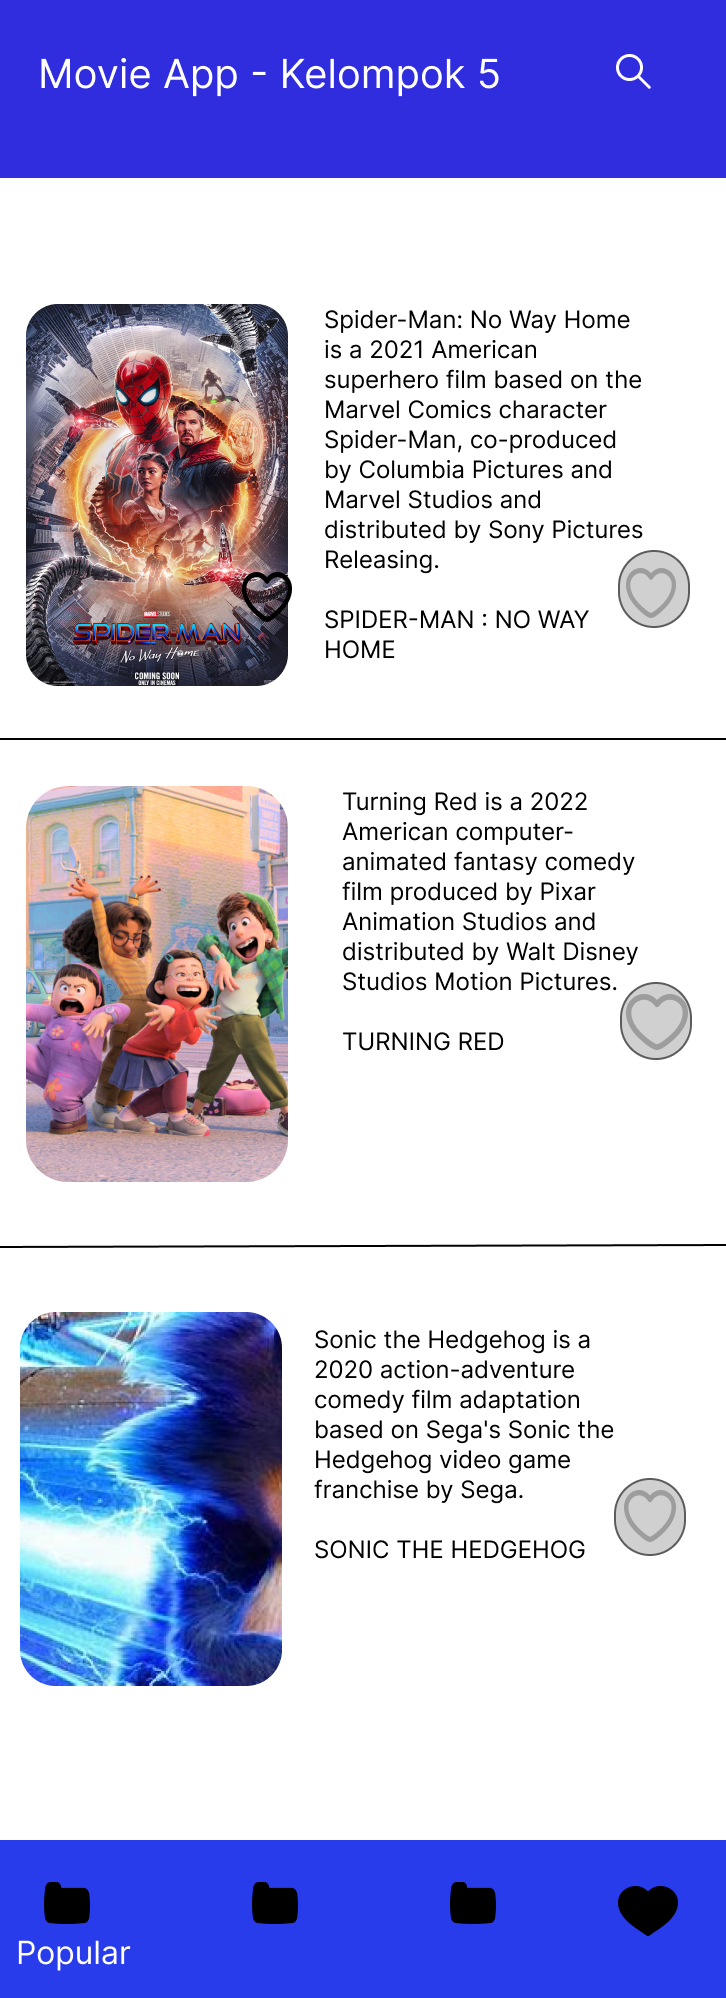 Movie App - Kelompok 5
Spider-Man: No Way Home
is a 2021 American
superhero film based on the
Marvel Comics character
Spider-Man, co-produced
by Columbia Pictures and
Marvel Studios and
distributed by Sony Pictures
Releasing.
SPIDER-MAN : NO WAY
HOME
MARVEL STUDIOS
SPIDER-MAN
No Way Home
COMING SOON
ONLY IN CINEMAS
Turning Red is a 2022
American computer-
animated fantasy comedy
film produced by Pixar
Animation Studios and
distributed by Walt Disney
Studios Motion Pictures.
TURNING RED
Sonic the Hedgehog is a
2020 action-adventure
comedy film adaptation
based on Sega's Sonic the
Hedgehog video game
franchise by Sega.
SONIC THE HEDGEHOG
Popular